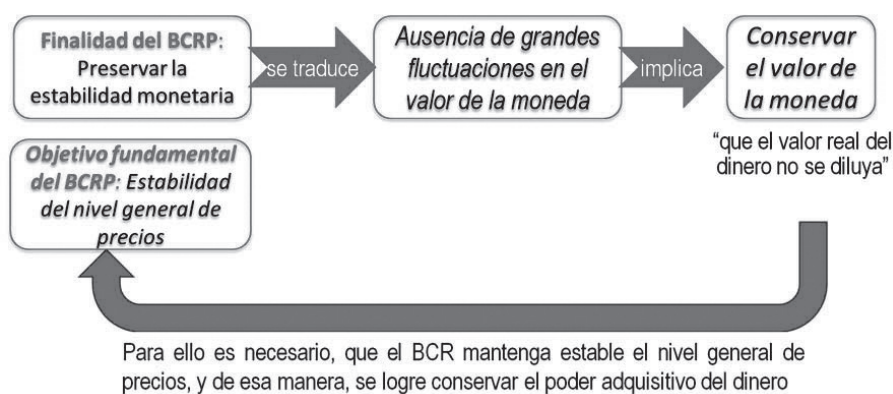 Finalidad del BCRP:
Preservar la
estabilidad monetaria
se traduce
Ausencia de grandes
fluctuaciones en el
valor de la moneda
implica
Conservar
el valor de
la moneda
“que el valor real del
dinero no se diluya”
Objetivo fundamental
del BCRP: Estabilidad
del nivel general de
precios
Para ello es necesario, que el BCR mantenga estable el nivel general de
precios, y de esa manera, se logre conservar el poder adquisitivo del dinero